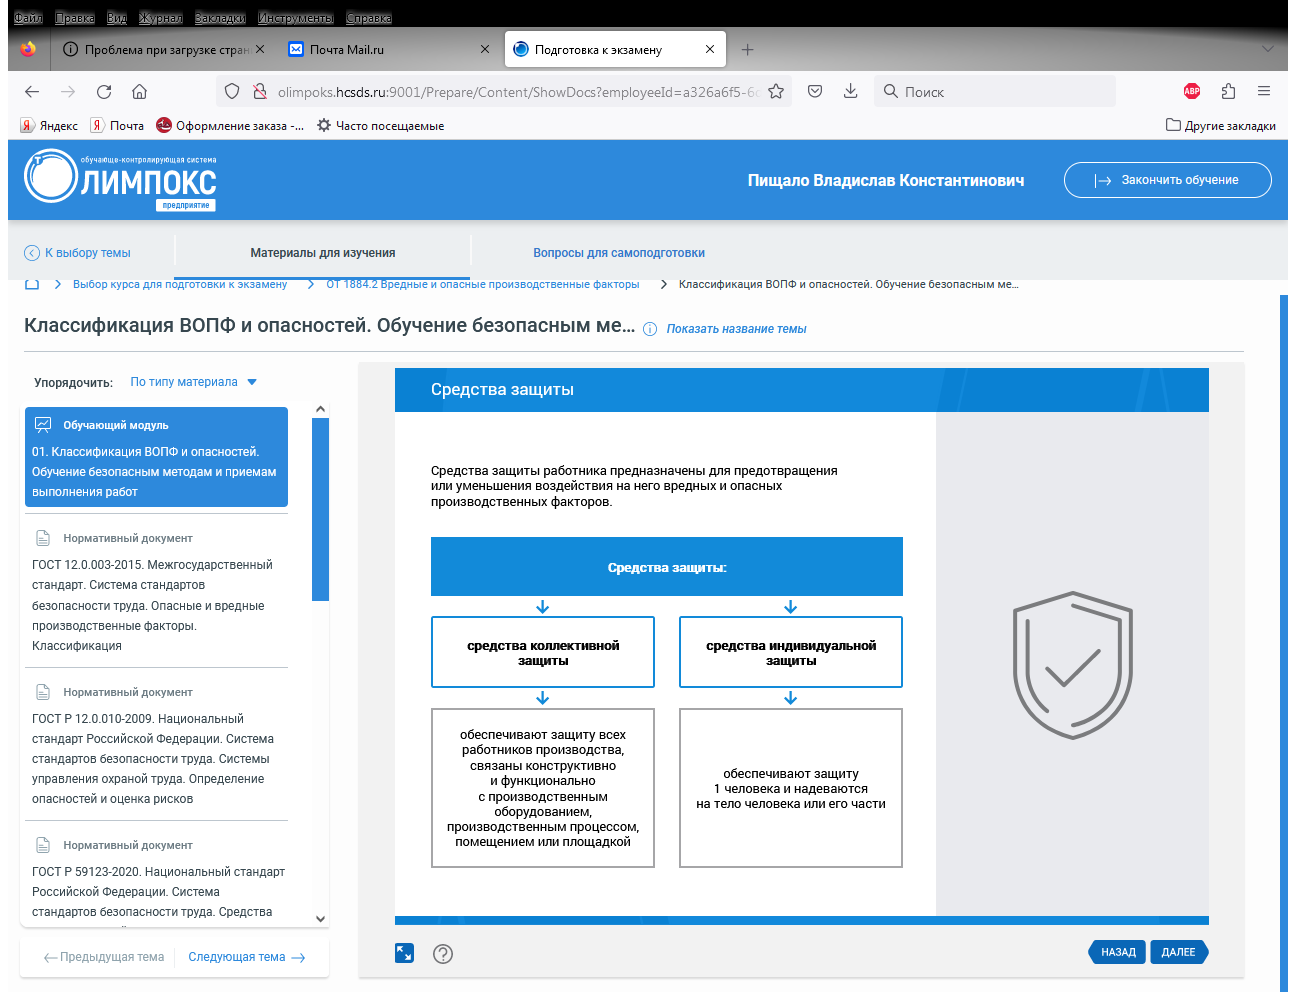 Файл Правка Вид Журнал Закладки Инструменты Справка
Проблема при загрузке стран
Почта Mail.ru
Подготовка к экзамену
olimpoks.hcsds.ru:9001/Prepare/Content/ShowDocs?employeeId=a326a6f5-6
Поиск
ABP
Яндекс
Почта
Оформление заказа -...
Часто посещаемые
Другие закладки
обучающе-контролирующая система
ОЛИМПОКС
предприятие
Пищало Владислав Константинович
Закончить обучение
К выбору темы
Материалы для изучения
Вопросы для самоподготовки
Выбор курса для подготовки к экзамену > ОТ 1884.2 Вредные и опасные производственные факторы > Классификация ВОПФ и опасностей. Обучение безопасным ме...
Классификация ВОПФ и опасностей. Обучение безопасным ме...
Показать название темы
Упорядочить: По типу материала
Обучающий модуль
01. Классификация ВОПФ и опасностей.
Обучение безопасным методам и приемам
выполнения работ
Нормативный документ
ГОСТ 12.0.003-2015. Межгосударственный
стандарт. Система стандартов
безопасности труда. Опасные и вредные
производственные факторы.
Классификация
Нормативный документ
ГОСТ Р 12.0.010-2009. Национальный
стандарт Российской Федерации. Система
стандартов безопасности труда. Системы
управления охраной труда. Определение
опасностей и оценка рисков
Нормативный документ
ГОСТ Р 59123-2020. Национальный стандарт
Российской Федерации. Система
стандартов безопасности труда. Средства
Предыдущая тема
Следующая тема
Средства защиты
Средства защиты работника предназначены для предотвращения
или уменьшения воздействия на него вредных и опасных
производственных факторов.
Средства защиты:
средства коллективной
защиты
средства индивидуальной
защиты
обеспечивают защиту всех
работников производства,
связаны конструктивно
и функционально
с производственным
оборудованием,
производственным процессом,
помещением или площадкой
обеспечивают защиту
1 человека и надеваются
на тело человека или его части
НАЗАД
ДАЛЕЕ